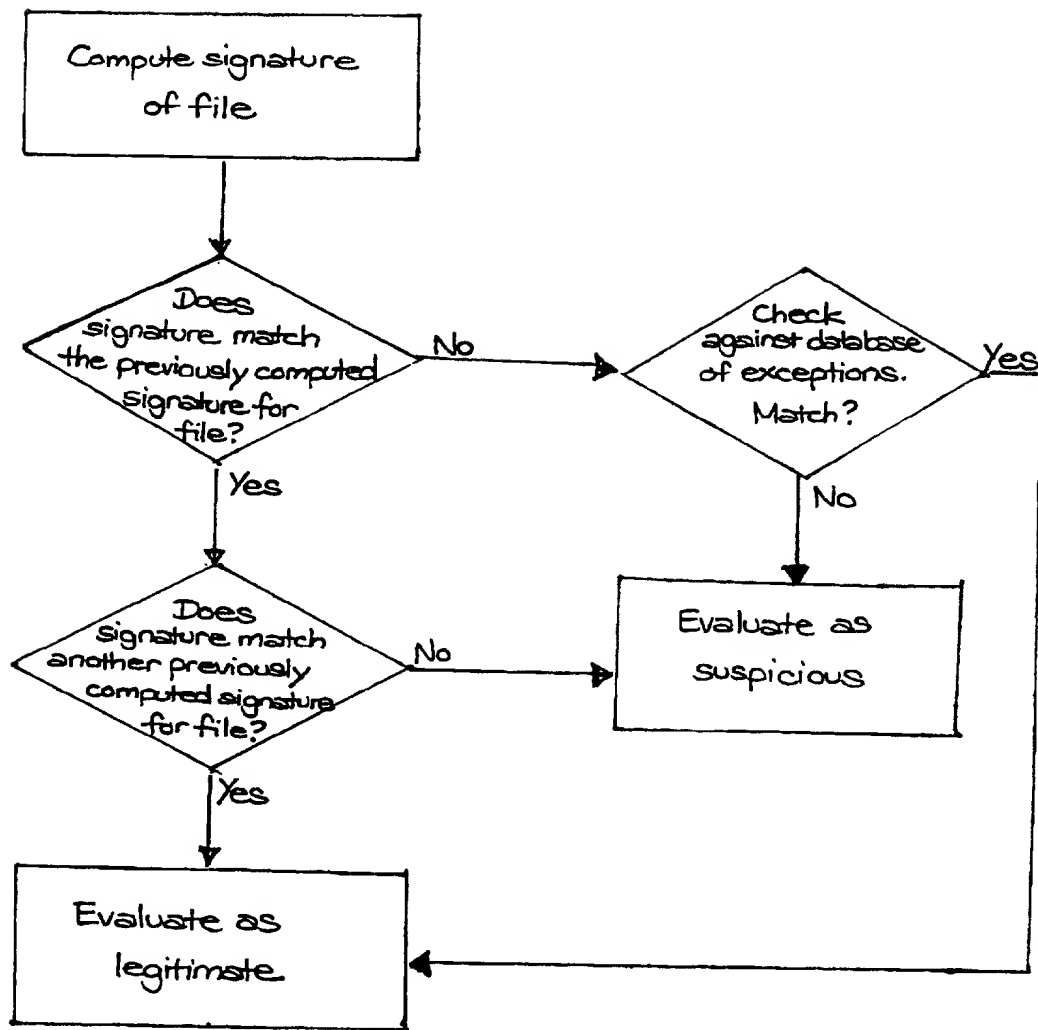 Compute signature
of file
Does
signature match
the previously computed
signature for
file?
No
Check
against database
of exceptions.
Match?
Yes
Yes
No
Does
signature match
another previously
computed signature
for file?
No
Evaluate as
suspicious
Yes
Evaluate as
legitimate